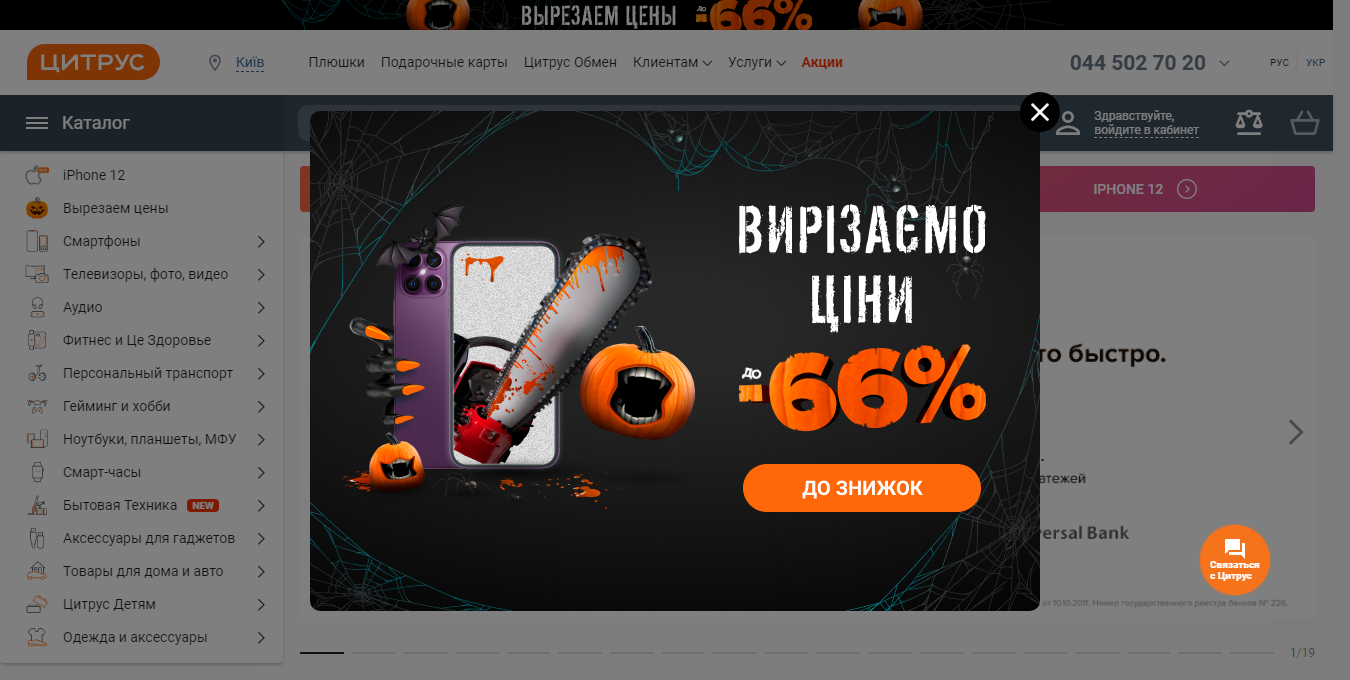 ВЫРЕЗАЕМ ЦЕНЫ ДО -66%
ЦИТРУС
Київ
Плюшки
Подарочные карты
Цитрус Обмен
Клиентам
Услуги
Акции
044 502 70 20
РУС
УКР
Каталог
Здравствуйте,
войдите в кабинет
iPhone 12
Вырезаем цены
Смартфоны
Телевизоры, фото, видео
Аудио
Фитнес и Це Здоровье
Персональный транспорт
Гейминг и хобби
Ноутбуки, планшеты, МФУ
Смарт-часы
Бытовая Техника NEW
Аксессуары для гаджетов
Товары для дома и авто
Цитрус Детям
Одежда и аксессуары
IPHONE 12
ВИРІЗАЄМО
ЦІНИ
ДО -66%
ДО ЗНИЖОК
быстро.
Bank
Связаться
с Цитрус
от 10.10.2011. Номер государственного реестра банков № 226.
1/19